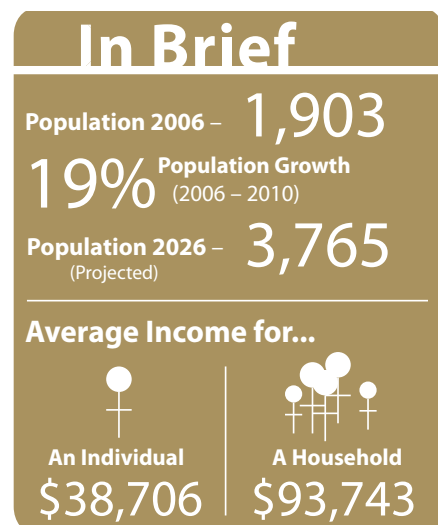 In Brief
Population 2006 – 1,903
19% Population Growth
(2006 – 2010)
Population 2026 – 3,765
(Projected)
Average Income for...
An Individual
$38,706
A Household
$93,743